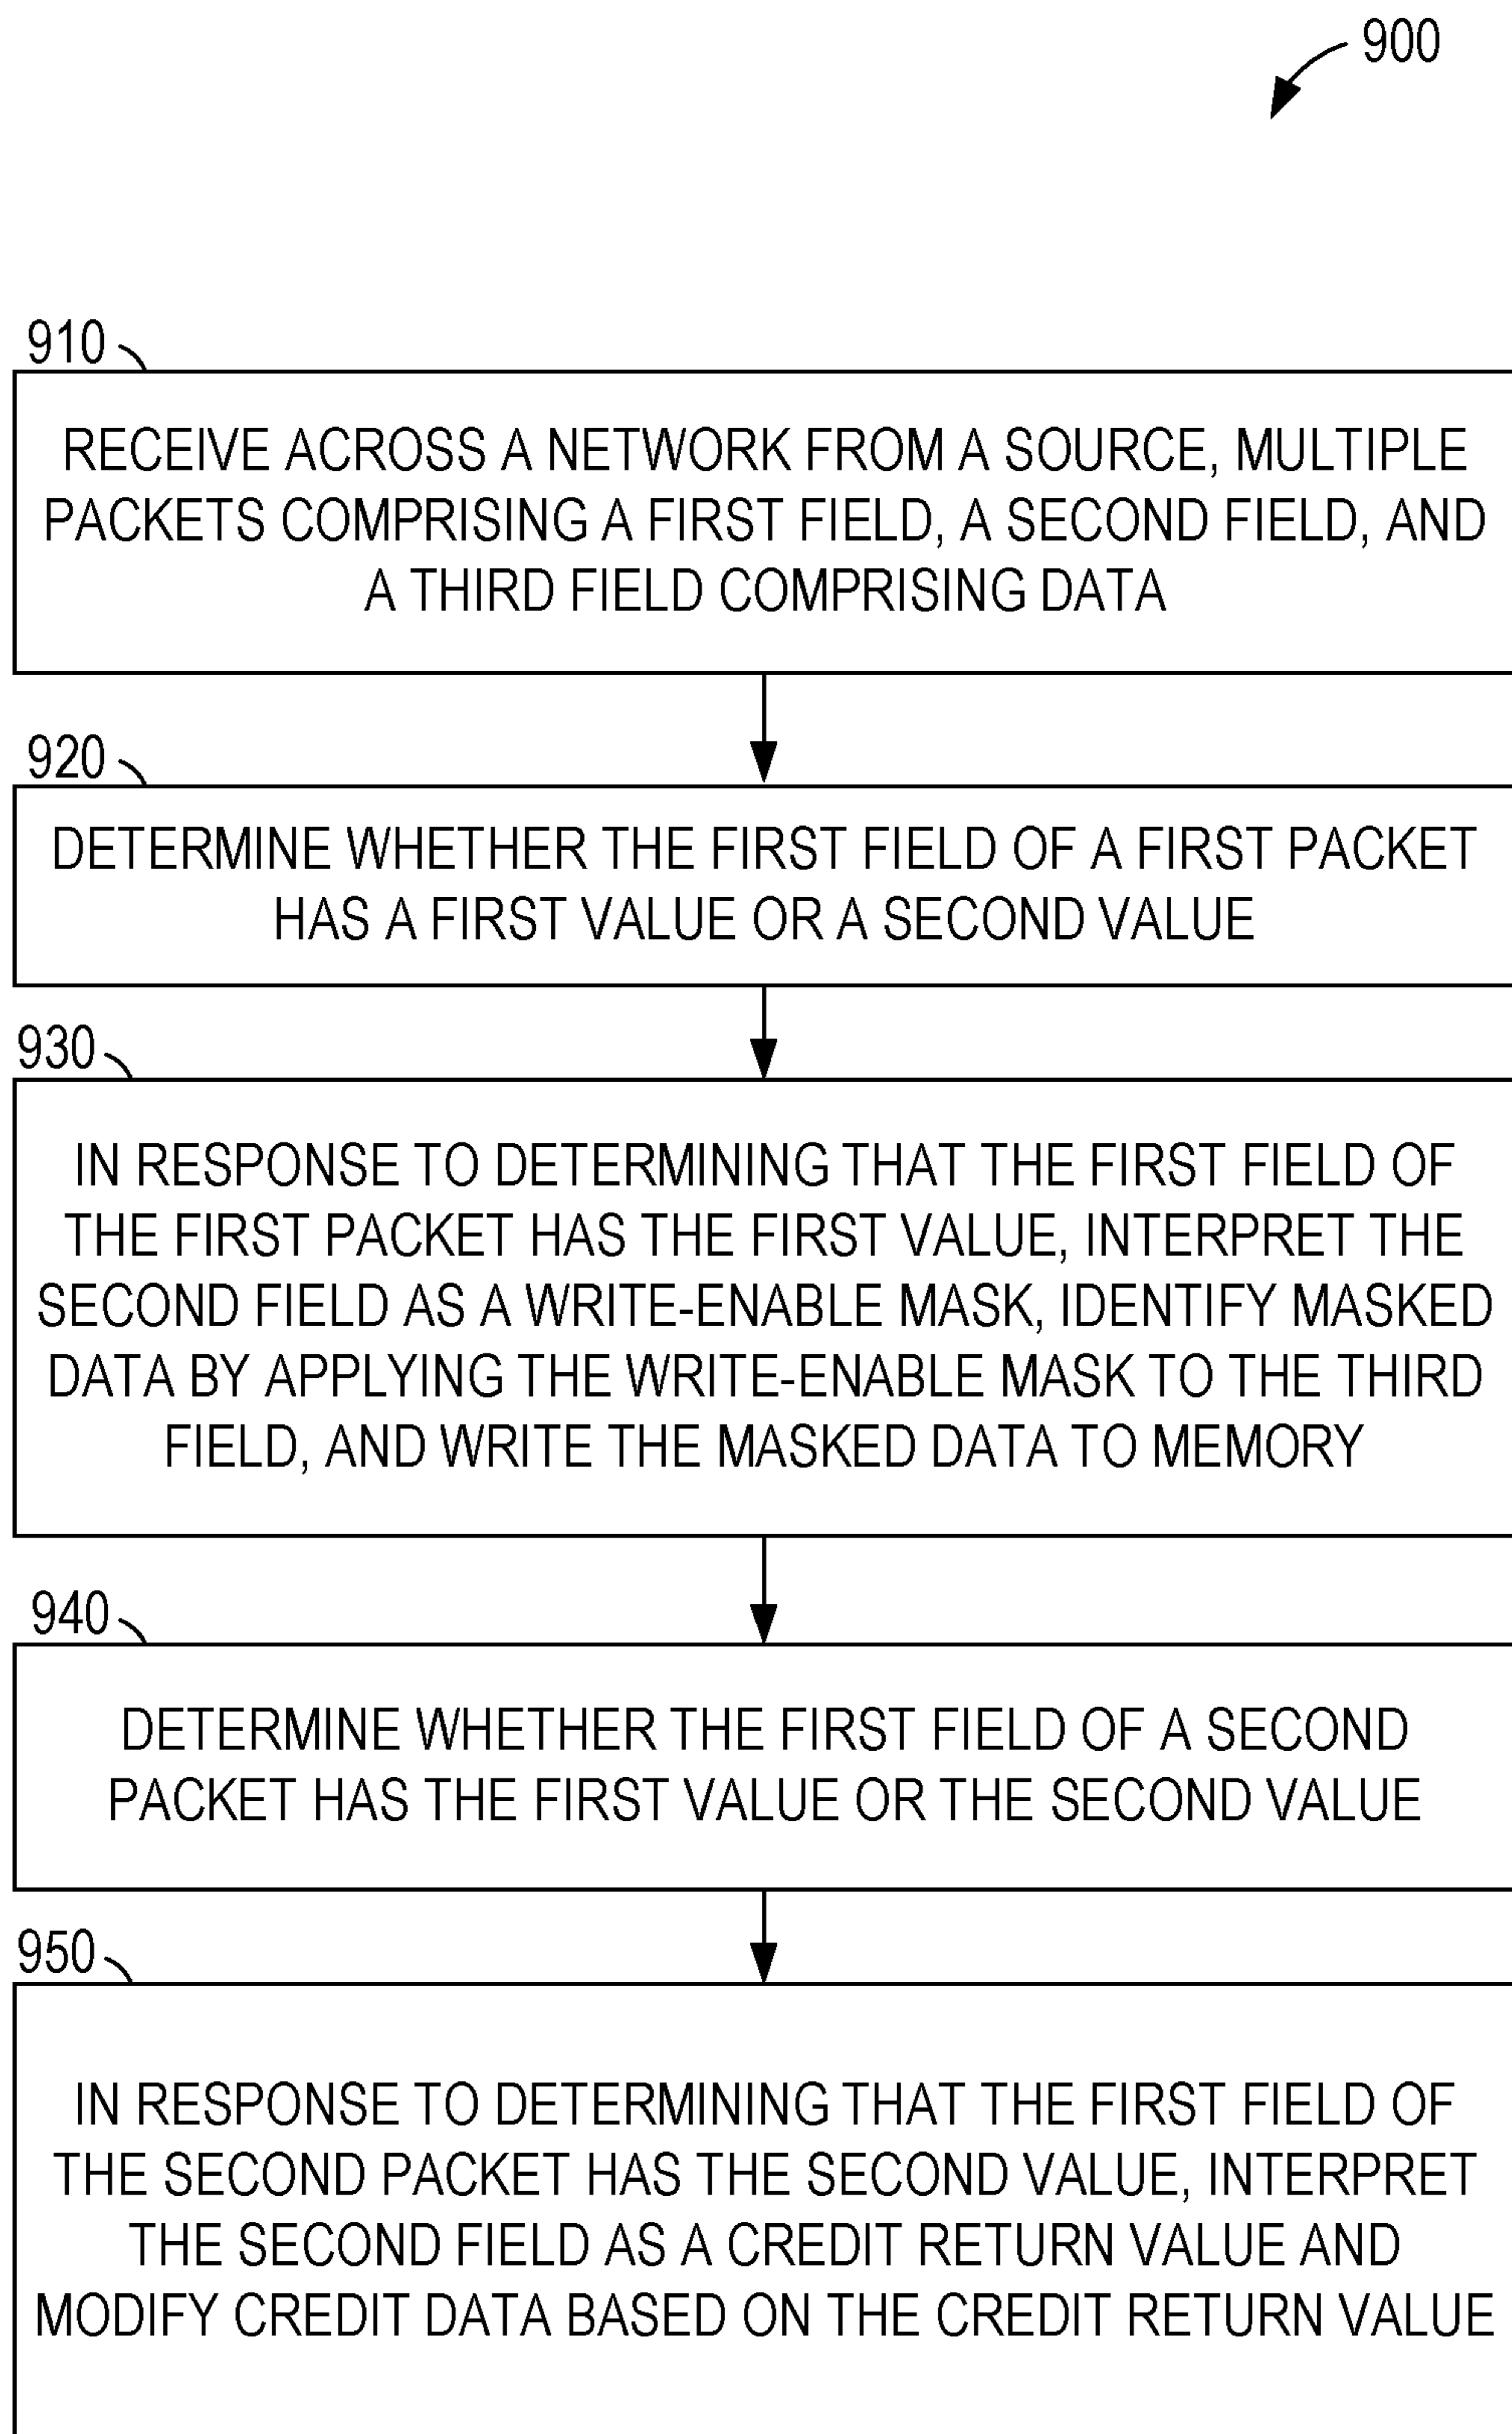 900
910
RECEIVE ACROSS A NETWORK FROM A SOURCE, MULTIPLE
PACKETS COMPRISING A FIRST FIELD, A SECOND FIELD, AND
A THIRD FIELD COMPRISING DATA
920
DETERMINE WHETHER THE FIRST FIELD OF A FIRST PACKET
HAS A FIRST VALUE OR A SECOND VALUE
930
IN RESPONSE TO DETERMINING THAT THE FIRST FIELD OF
THE FIRST PACKET HAS THE FIRST VALUE, INTERPRET THE
SECOND FIELD AS A WRITE-ENABLE MASK, IDENTIFY MASKED
DATA BY APPLYING THE WRITE-ENABLE MASK TO THE THIRD
FIELD, AND WRITE THE MASKED DATA TO MEMORY
940
DETERMINE WHETHER THE FIRST FIELD OF A SECOND
PACKET HAS THE FIRST VALUE OR THE SECOND VALUE
950
IN RESPONSE TO DETERMINING THAT THE FIRST FIELD OF
THE SECOND PACKET HAS THE SECOND VALUE, INTERPRET
THE SECOND FIELD AS A CREDIT RETURN VALUE AND
MODIFY CREDIT DATA BASED ON THE CREDIT RETURN VALUE